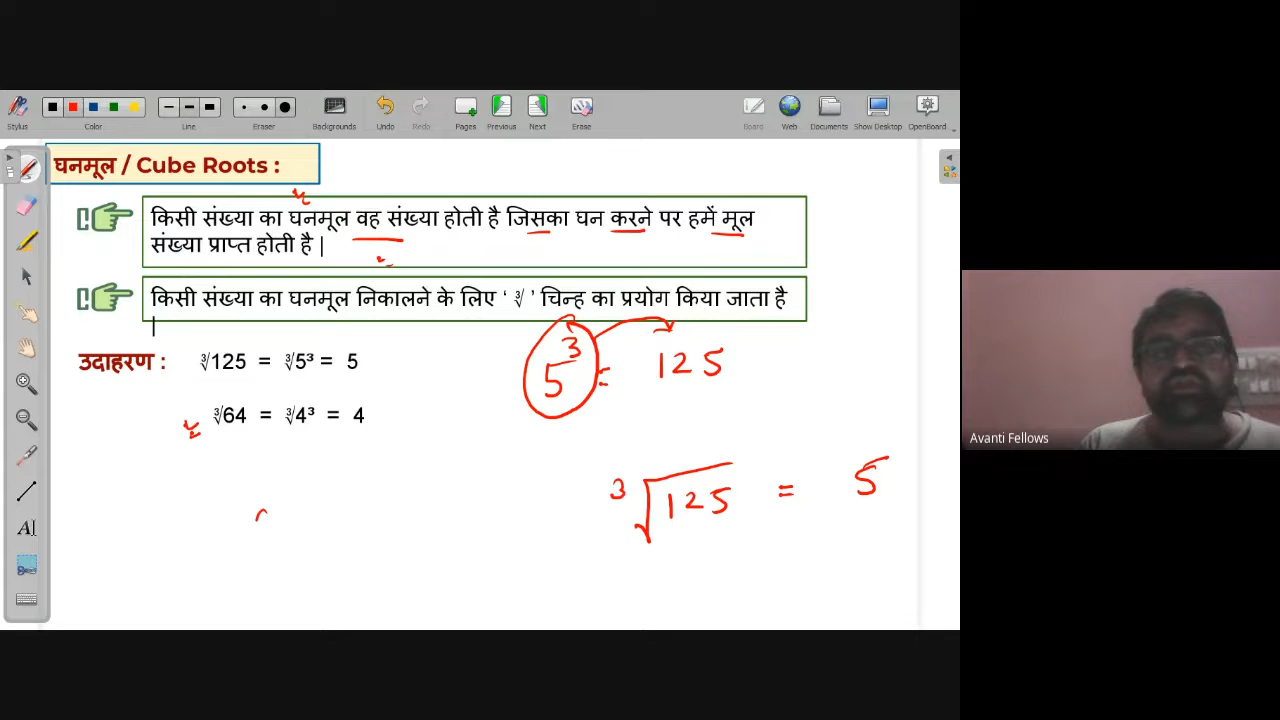 Stylus Color Line Eraser Backgrounds Undo Redo Pages Previous Next Erase Board Web Documents Show Desktop OpenBoard
घनमूल / Cube Roots :
किसी संख्या का घनमूल वह संख्या होती है जिसका घन करने पर हमें मूल
संख्या प्राप्त होती है |
किसी संख्या का घनमूल निकालने के लिए ‘ ∛ ’ चिन्ह का प्रयोग किया जाता है
|
उदाहरण : ∛125 = ∛5³ = 5
5³ = 125
∛64 = ∛4³ = 4
∛125 = 5
Avanti Fellows